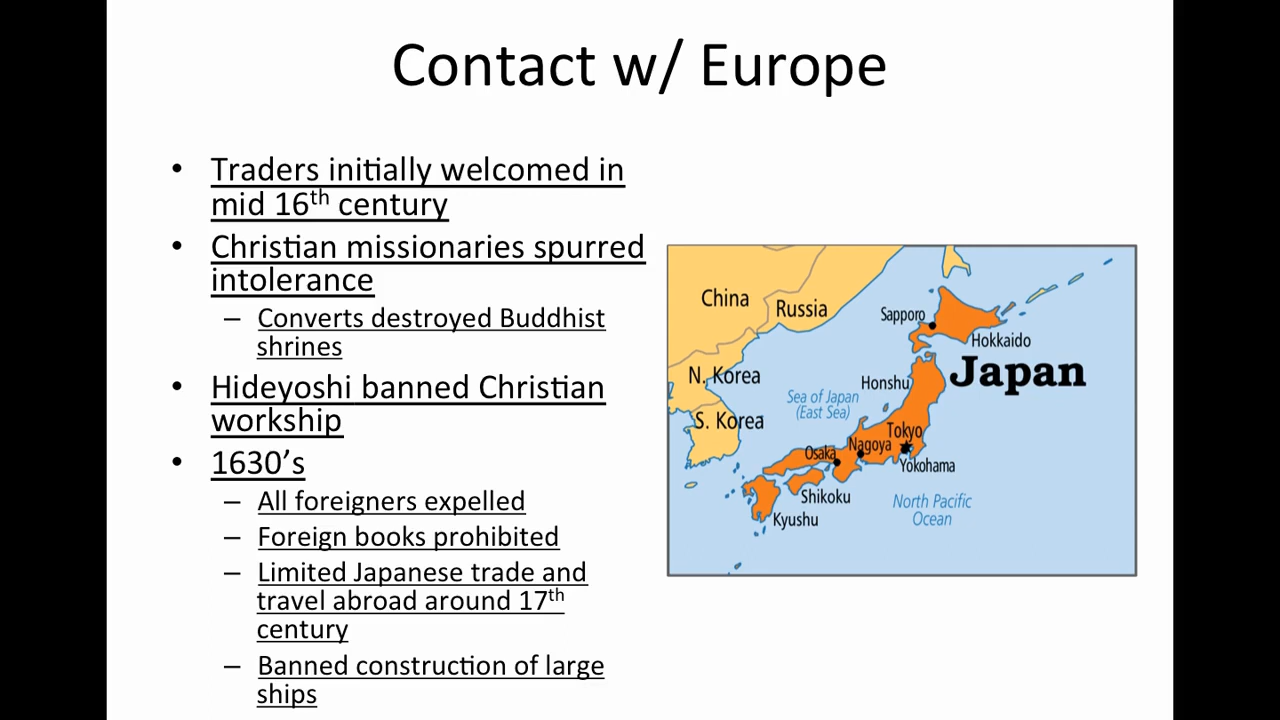 Contact w/ Europe
• Traders initially welcomed in
mid 16th century
• Christian missionaries spurred
intolerance
– Converts destroyed Buddhist
shrines
• Hideyoshi banned Christian
workship
• 1630's
– All foreigners expelled
– Foreign books prohibited
– Limited Japanese trade and
travel abroad around 17th
century
– Banned construction of large
ships
China
Russia
Sapporo
Hokkaido
N. Korea
Honshu
Japan
Sea of Japan
(East Sea)
S. Korea
Tokyo
Nagoya
Osaka
Yokohama
Shikoku
North Pacific
Ocean
Kyushu